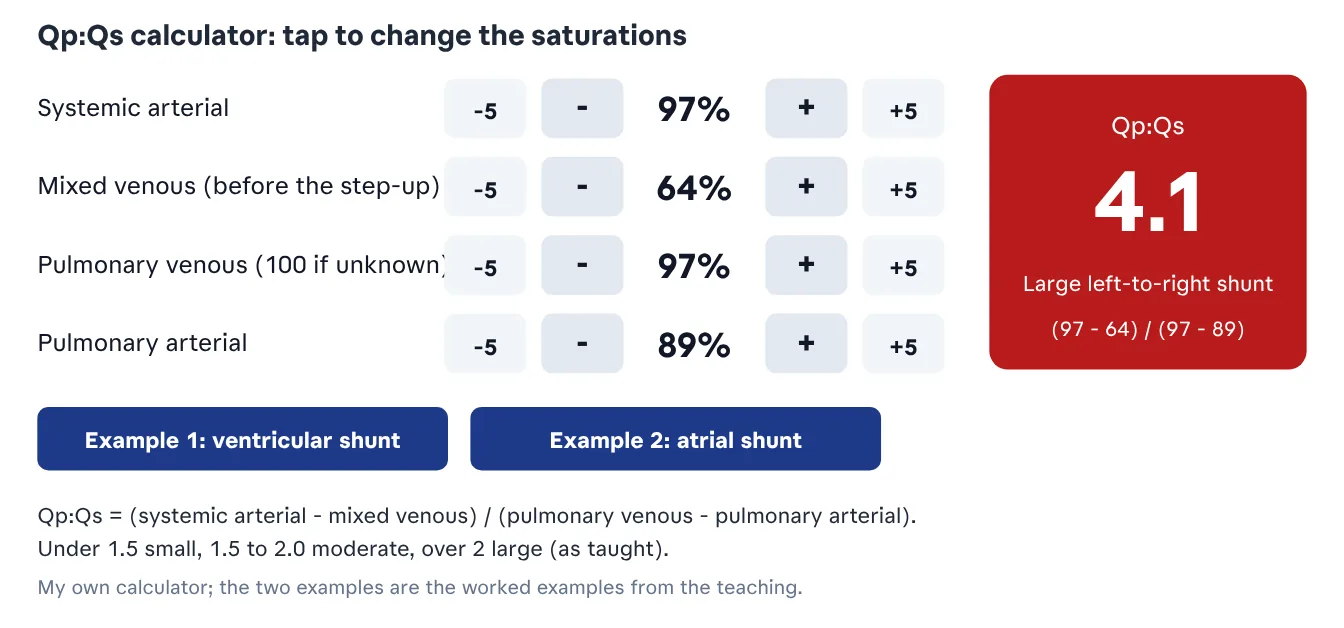 Qp:Qs calculator: tap to change the saturations
Systemic arterial -5 - 97% + +5
Mixed venous (before the step-up) -5 - 64% + +5
Pulmonary venous (100 if unknown) -5 - 97% + +5
Pulmonary arterial -5 - 89% + +5
Qp:Qs
4.1
Large left-to-right shunt
(97 - 64) / (97 - 89)
Example 1: ventricular shunt
Example 2: atrial shunt
Qp:Qs = (systemic arterial - mixed venous) / (pulmonary venous - pulmonary arterial).
Under 1.5 small, 1.5 to 2.0 moderate, over 2 large (as taught).
My own calculator; the two examples are the worked examples from the teaching.